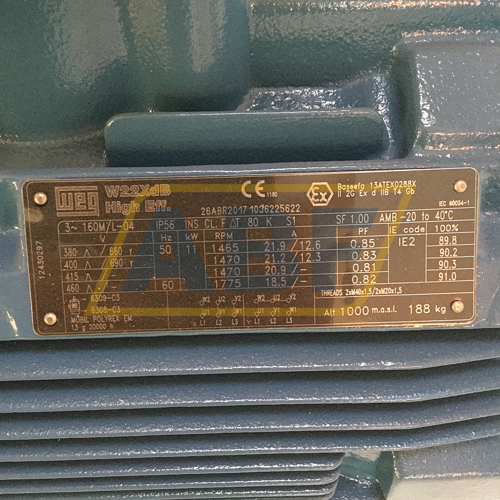 WEG W22Xdb
High Eff.
CE 1180
Ex
Baseefa 13ATEX0288X
II 2G Ex d IIB T4 Gb
26ABR2017 1036225622
IEC 60034-1
3~ 160M/L-04 IP56 INS CL. F ΔT 80 K S1 SF 1.00 AMB -20 to 40°C
V Hz kW RPM A PF IE code 100%
380 Δ / 660 Y 50 11 1465 21.9 / 12.6 0.85 IE2 89.8
400 Δ / 690 Y 1470 21.2 / 12.3 0.83 90.2
415 Δ / - 1470 20.9 / - 0.81 90.3
460 Δ / - 60 1775 18.5 / - 0.82 91.0
6309-C3
MOBIL POLYREX EM
13 g 20000 h
THREADS 2xM40x1,5/2xM20x1,5
Alt 1000 m.a.s.l. 188 kg
12430297